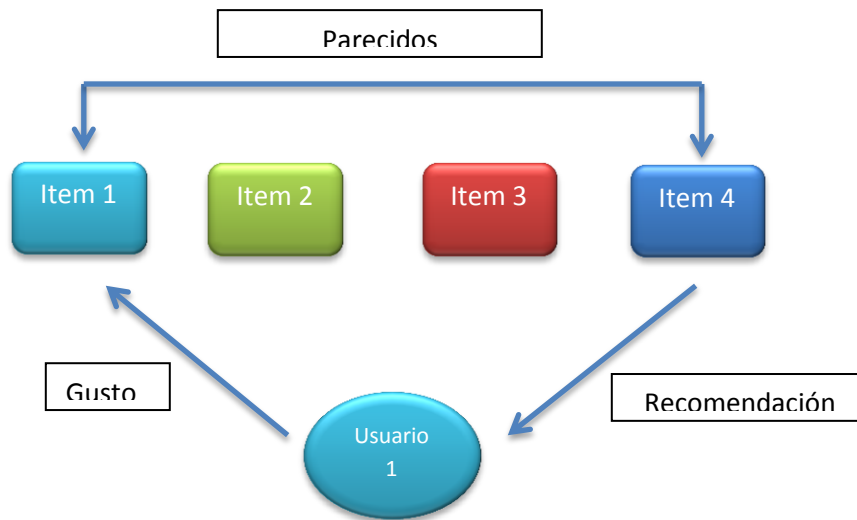 Parecidos
Item 1
Item 2
Item 3
Item 4
Gusto
Recomendación
Usuario
1